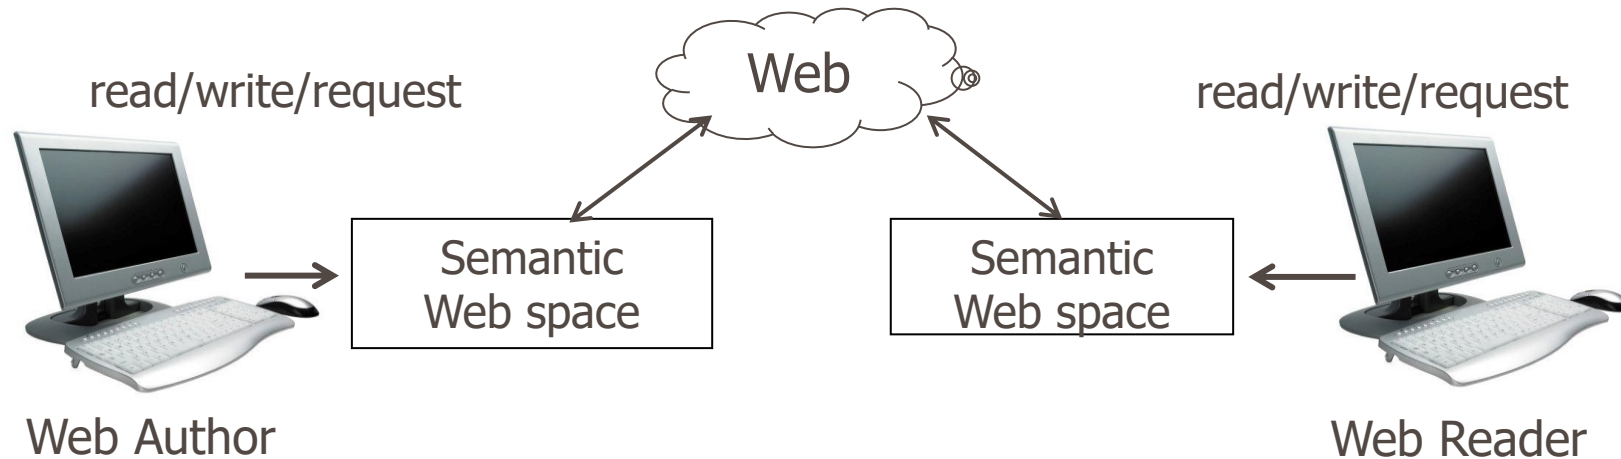 Web
read/write/request
read/write/request
Semantic
Web space
Semantic
Web space
Web Author
Web Reader